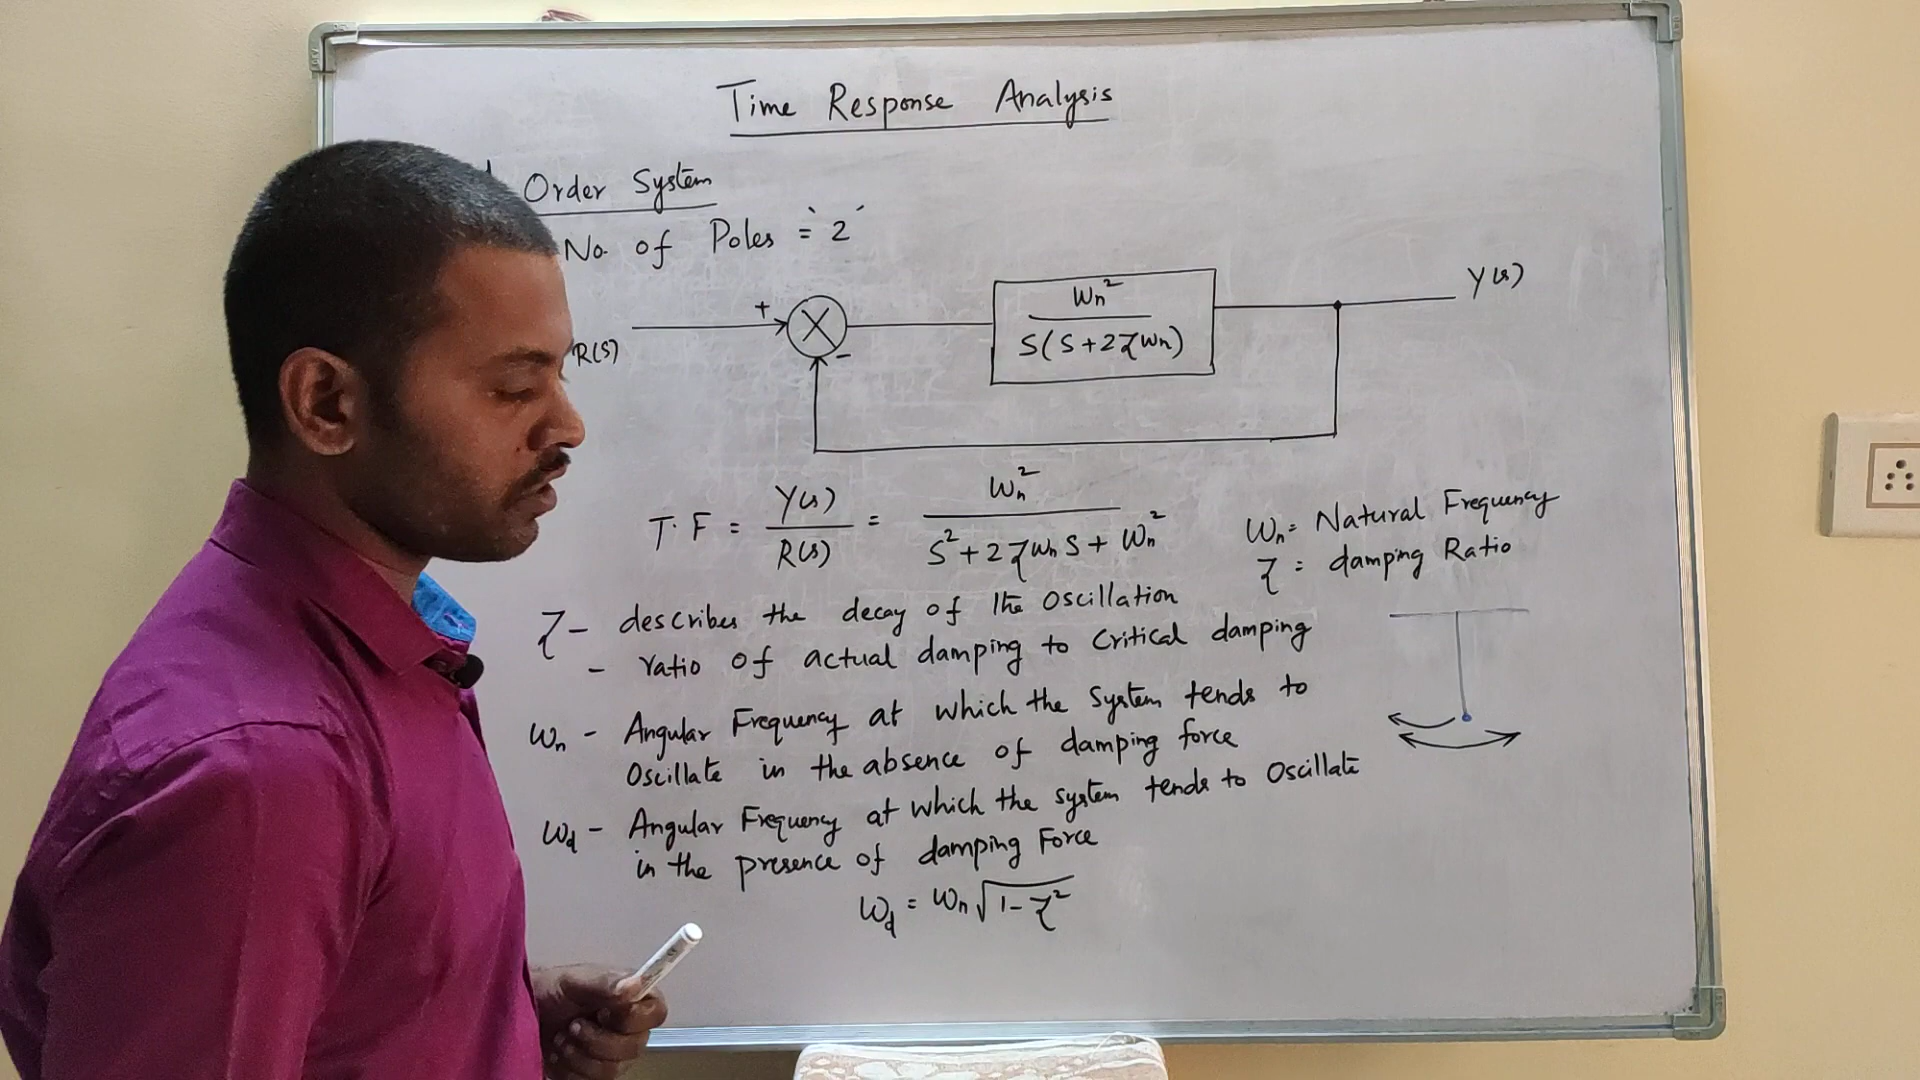 Time Response Analysis
Order System
No. of Poles = `2´
R(S) + - Wn² / S(S+2ζWn) Y(s)
T.F = Y(s)/R(s) = Wn² / S²+2ζWnS+Wn²
Wn = Natural Frequency
ζ = damping Ratio
ζ – describes the decay of the Oscillation
– ratio of actual damping to Critical damping
Wn – Angular Frequency at which the System tends to
Oscillate in the absence of damping force
Wd – Angular Frequency at which the system tends to Oscillate
in the presence of damping Force
Wd = Wn√1-ζ²